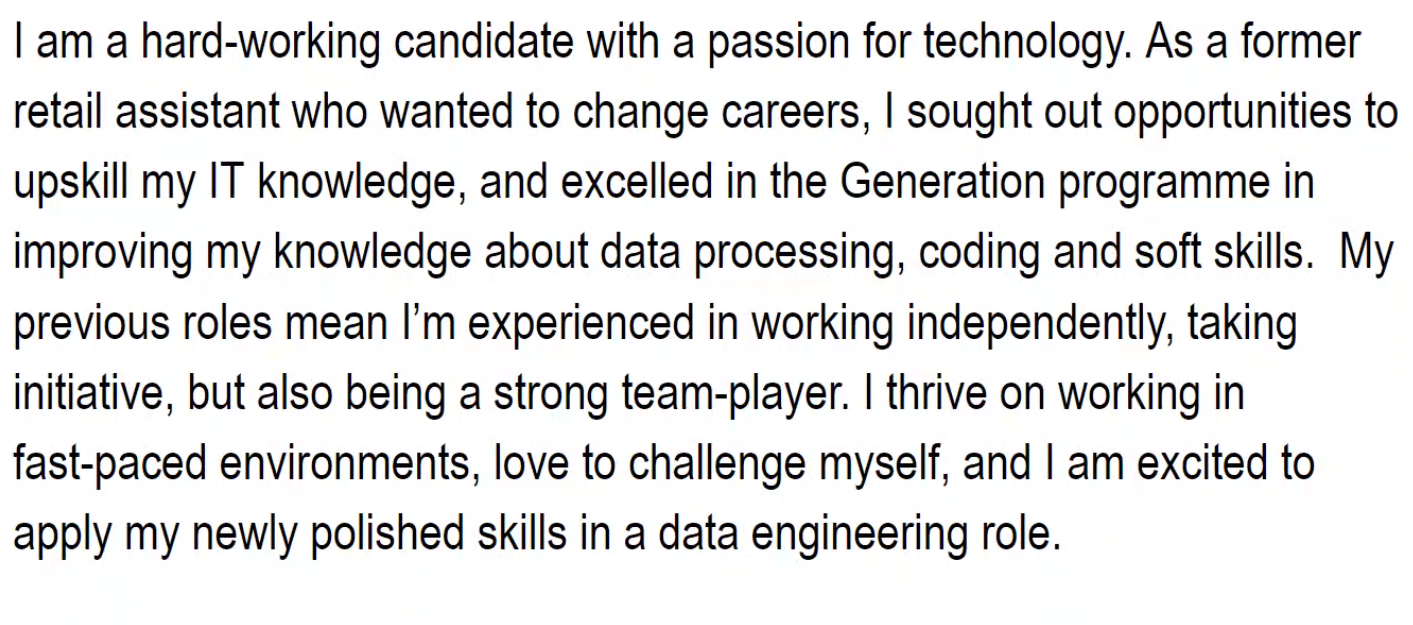 I am a hard-working candidate with a passion for technology. As a former
retail assistant who wanted to change careers, I sought out opportunities to
upskill my IT knowledge, and excelled in the Generation programme in
improving my knowledge about data processing, coding and soft skills.  My
previous roles mean I’m experienced in working independently, taking
initiative, but also being a strong team-player. I thrive on working in
fast-paced environments, love to challenge myself, and I am excited to
apply my newly polished skills in a data engineering role.